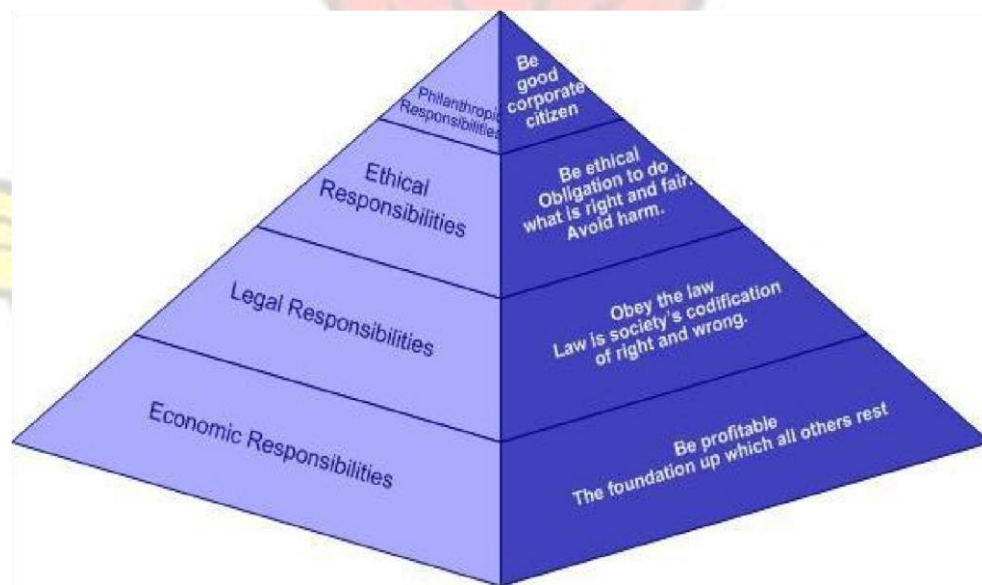 Philanthropic
Responsibilities
Be
good
corporate
citizen
Ethical
Responsibilities
Be ethical
Obligation to do
what is right and fair.
Avoid harm.
Legal Responsibilities
Obey the law
Law is society's codification
of right and wrong.
Economic Responsibilities
Be profitable
The foundation up which all others rest